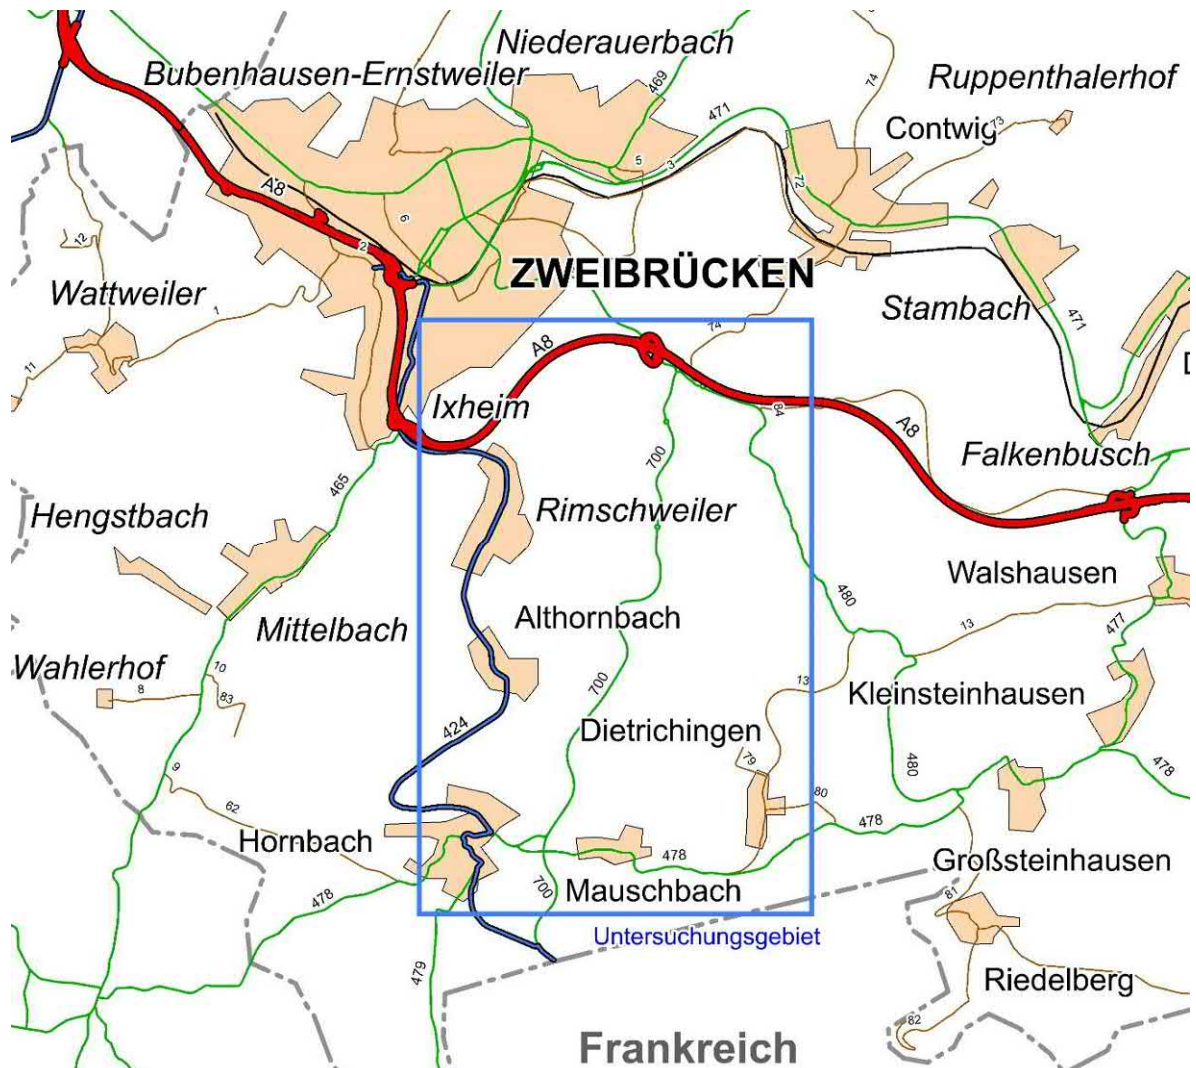 Niederauerbach
Bubenhausen-Ernstweiler
Ruppenthalerhof
469
74
471
Contwig
73
5
3
72
A8
6
12
2
ZWEIBRÜCKEN
Wattweiler
1
Stambach
471
7
74
A8
11
D
Ixheim
84
A8
700
Falkenbusch
465
Hengstbach
Rimschweiler
Walshausen
480
Althornbach
13
477
Mittelbach
Wahlerhof
10
8
83
700
13
Kleinsteinhausen
424
Dietrichingen
79
480
478
9
62
80
478
Hornbach
478
Großsteinhausen
478
700
Mauschbach
81
Untersuchungsgebiet
479
Riedelberg
82
Frankreich